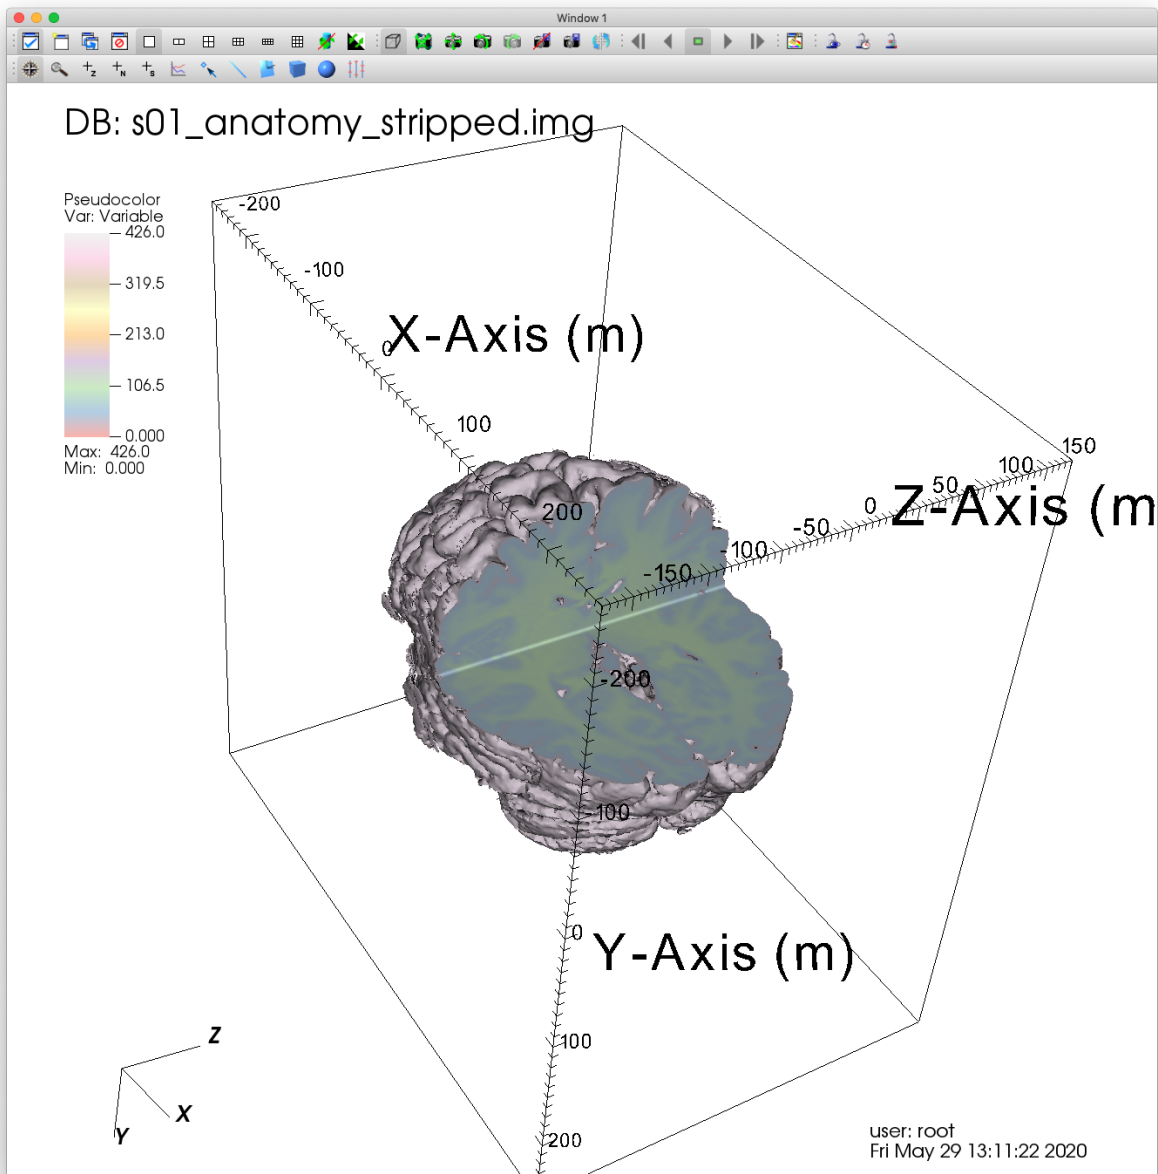 Window 1
DB: s01_anatomy_stripped.img
Pseudocolor
Var: Variable
426.0
319.5
213.0
106.5
0.000
Max: 426.0
Min: 0.000
-200
-100
X-Axis (m)
0
100
200
150
100
50
Z-Axis (m
0
-50
-100
-150
-200
-100
0
Y-Axis (m)
100
200
Z
X
Y
user: root
Fri May 29 13:11:22 2020